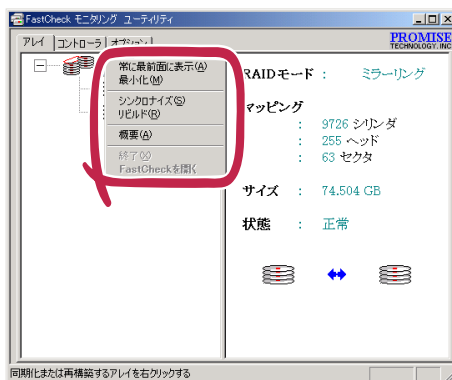 FastCheck モニタリング ユーティリティ
アレイ コントローラ オプション
PROMISE
TECHNOLOGY, INC
常に最前面に表示(A)
最小化(M)
シンクロナイズ(S)
リビルド(R)
概要(A)
終了(X)
FastCheckを開く
RAIDモード : ミラーリング
マッピング
: 9726 シリンダ
: 255 ヘッド
: 63 セクタ
サイズ : 74.504 GB
状態 : 正常
同期化または再構築するアレイを右クリックする